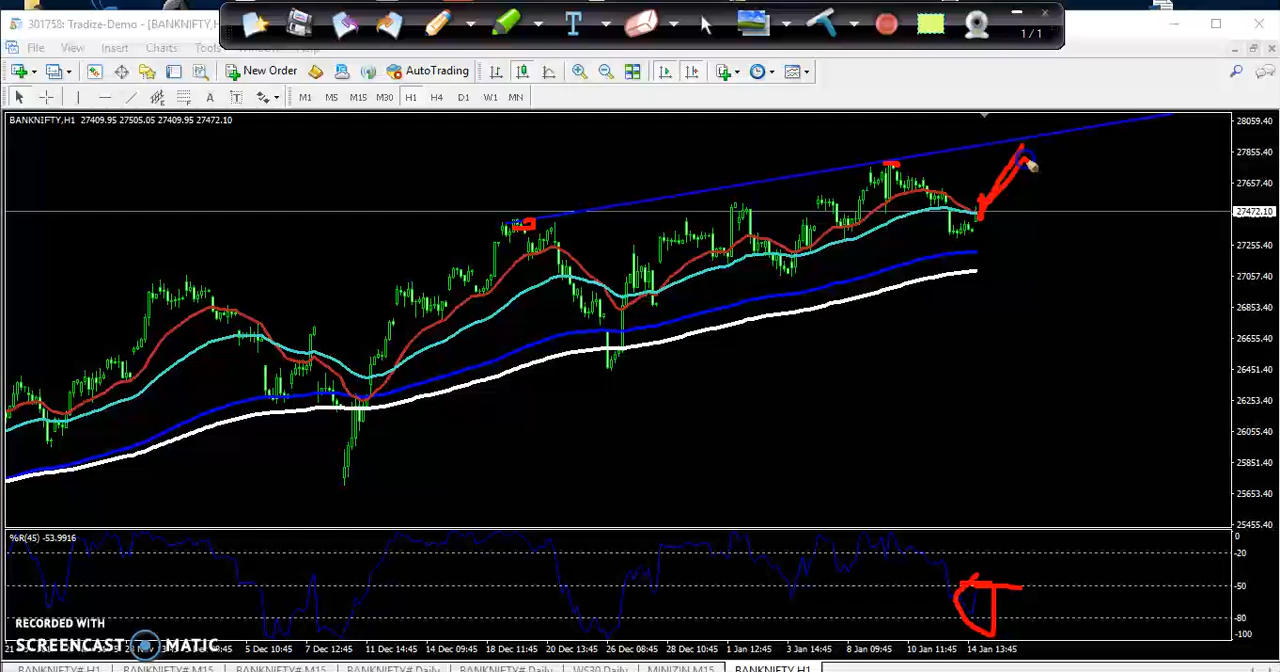 301758: Tradize-Demo - [BANKNIFTY,H
1/1
File View Insert Charts Tools Help
New Order AutoTrading
A T M1 M5 M15 M30 H1 H4 D1 W1 MN
BANKNIFTY,H1 27409.95 27505.05 27409.95 27472.10
28059.40
27855.40
27657.40
27472.10
27255.40
27057.40
26853.40
26655.40
26451.40
26253.40
26055.40
25851.40
25653.40
25455.40
%R(45) -53.9916
0
-20
-50
-80
-100
RECORDED WITH
SCREENCAST MATIC
5 Dec 10:45 7 Dec 12:45 11 Dec 13:45 13 Dec 14:45 18 Dec 11:45 20 Dec 13:45 26 Dec 08:45 28 Dec 10:45 1 Jan 12:45 3 Jan 14:45 8 Jan 09:45 10 Jan 11:45 14 Jan 13:45
BANKNIFTY# H1 BANKNIFTY# M15 BANKNIFTY# M15 BANKNIFTY# Daily BANKNIFTY# Daily WS30 Daily MINIZIN M15 BANKNIFTY H1